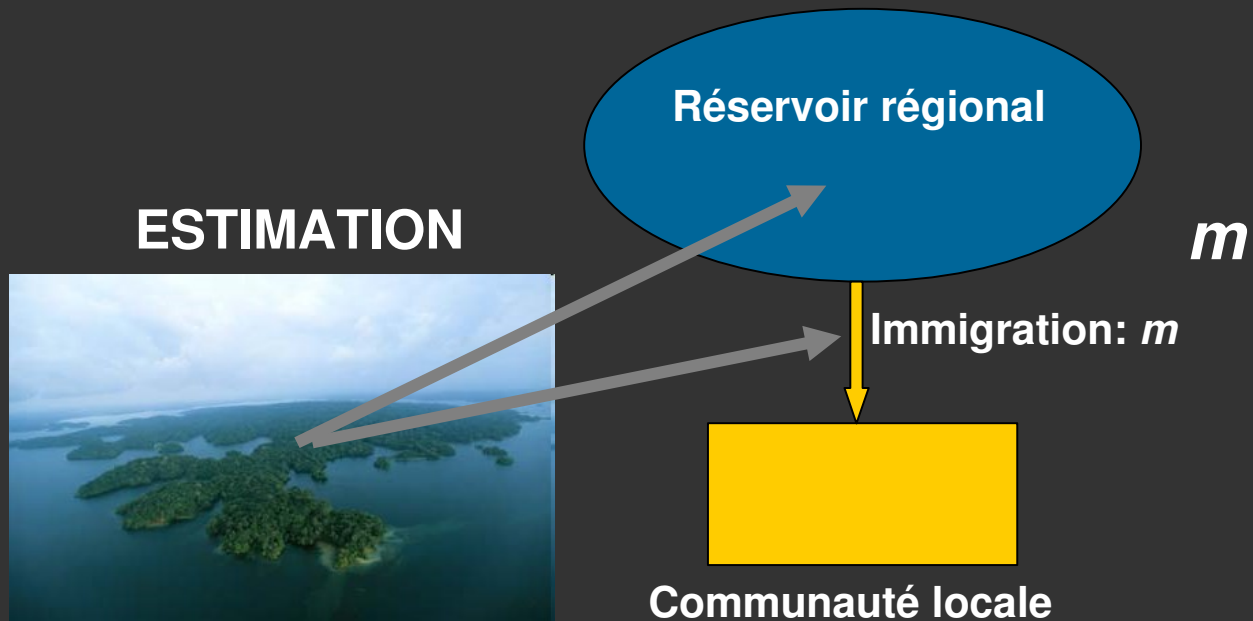 Réservoir régional
ESTIMATION
m
Immigration: m
Communauté locale